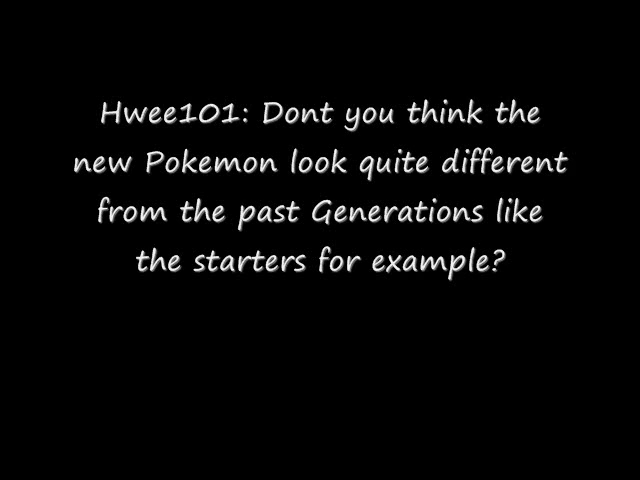 Hwee101: Dont you think the
new Pokemon look quite different
from the past Generations like
the starters for example?